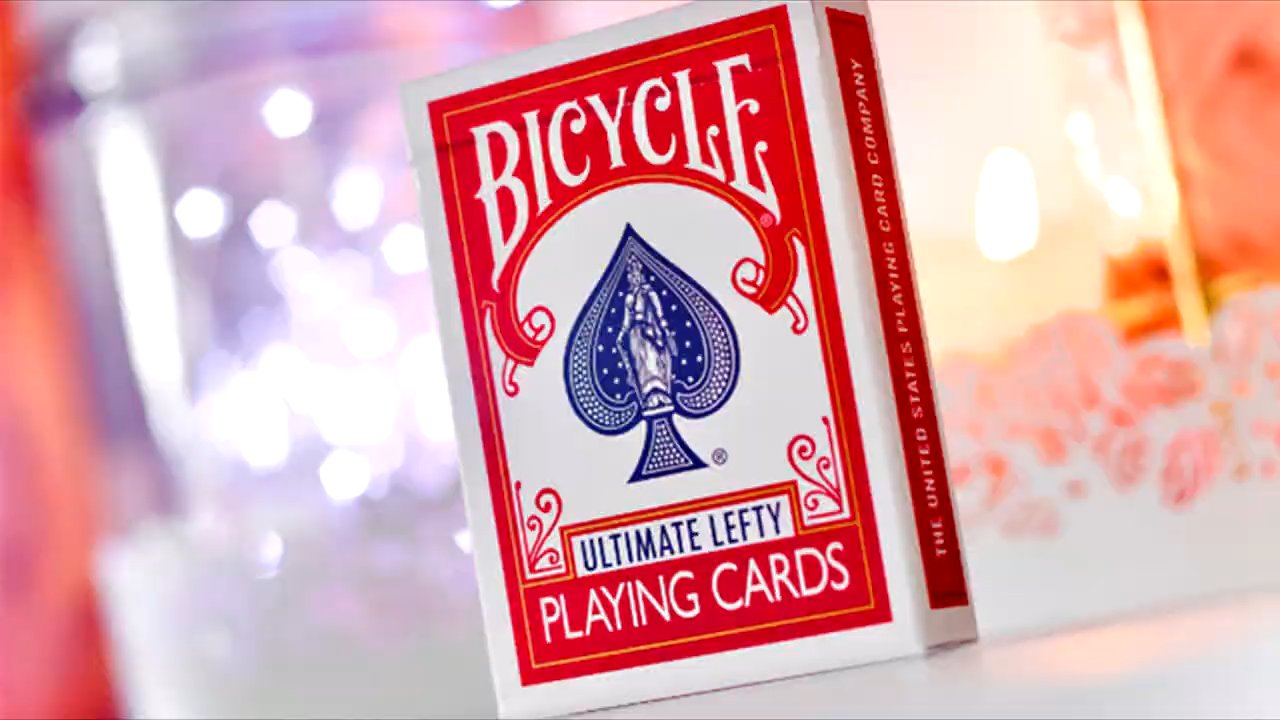 BICYCLE
®
®
ULTIMATE LEFTY
PLAYING CARDS
THE UNITED STATES PLAYING CARD COMPANY